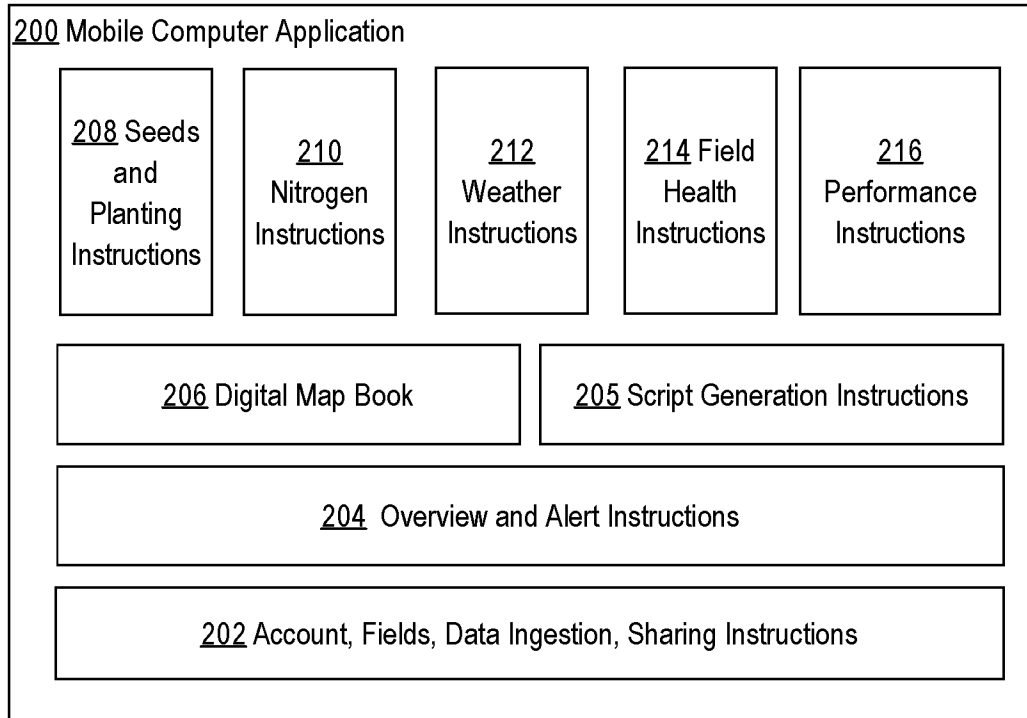 200 Mobile Computer Application
208 Seeds
and
Planting
Instructions
210
Nitrogen
Instructions
212
Weather
Instructions
214 Field
Health
Instructions
216
Performance
Instructions
206 Digital Map Book
205 Script Generation Instructions
204 Overview and Alert Instructions
202 Account, Fields, Data Ingestion, Sharing Instructions